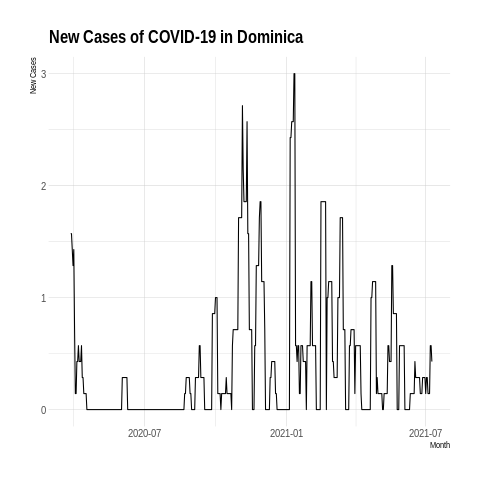 New Cases of COVID-19 in Dominica
New Cases
3
2
1
0
2020-07
2021-01
2021-07
Month